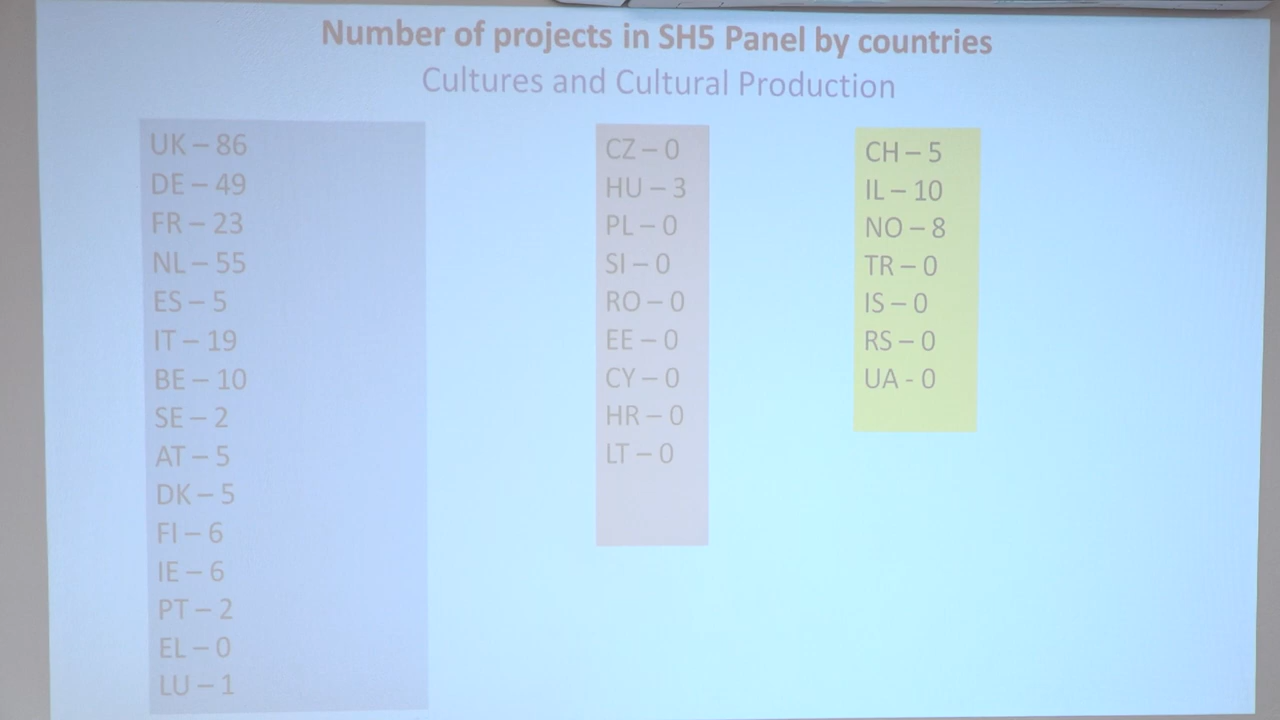 Number of projects in SH5 Panel by countries
Cultures and Cultural Production
UK – 86
DE – 49
FR – 23
NL – 55
ES – 5
IT – 19
BE – 10
SE – 2
AT – 5
DK – 5
FI – 6
IE – 6
PT – 2
EL – 0
LU – 1
CZ – 0
HU – 3
PL – 0
SI – 0
RO – 0
EE – 0
CY – 0
HR – 0
LT – 0
CH – 5
IL – 10
NO – 8
TR – 0
IS – 0
RS – 0
UA - 0